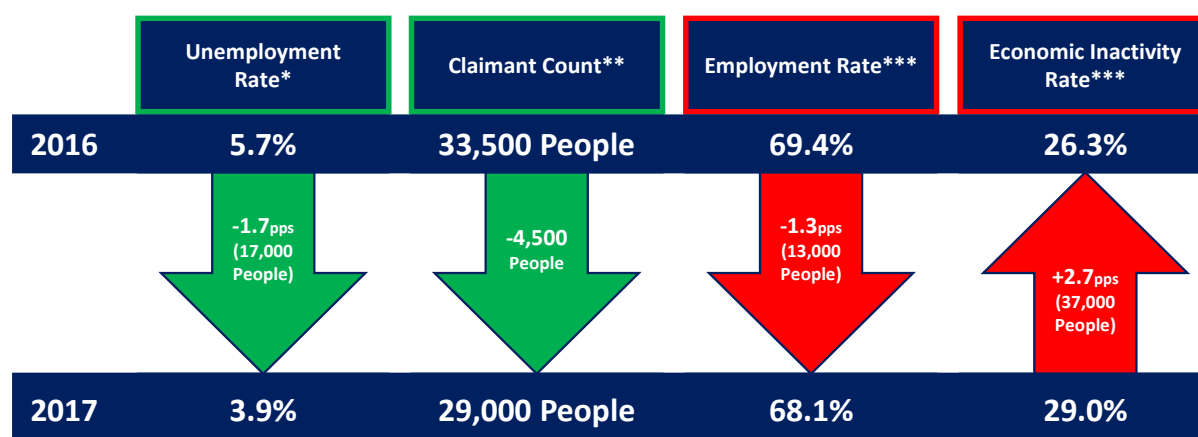 Unemployment
Rate*
Claimant Count**
Employment Rate***
Economic Inactivity
Rate***
2016
5.7%
33,500 People
69.4%
26.3%
-1.7pps
(17,000
People)
-4,500
People
-1.3pps
(13,000
People)
+2.7pps
(37,000
People)
2017
3.9%
29,000 People
68.1%
29.0%